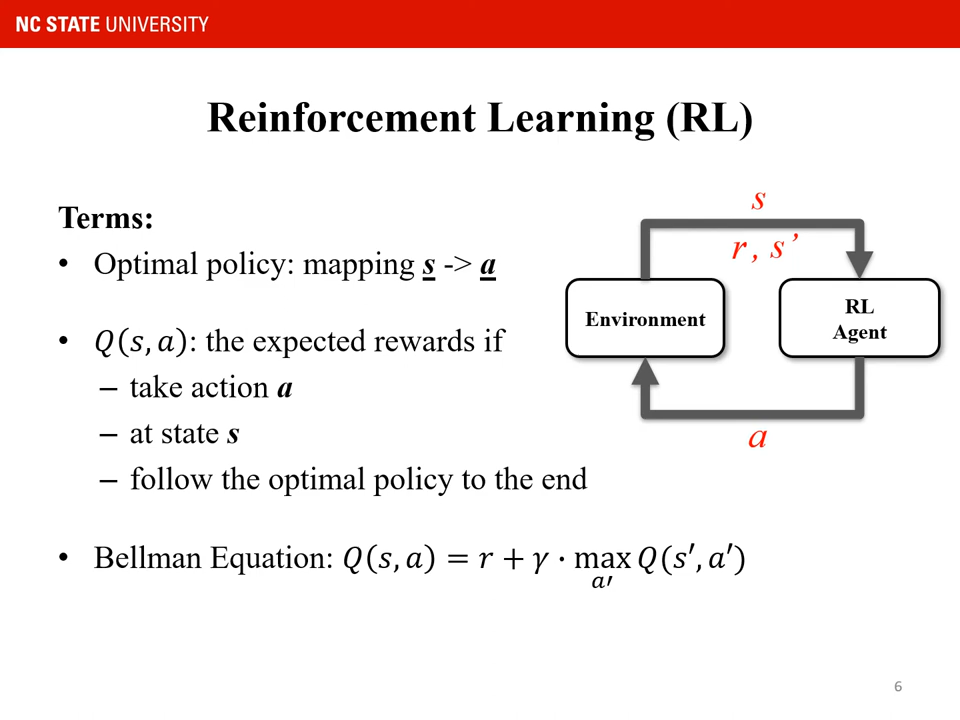 NC STATE UNIVERSITY
Reinforcement Learning (RL)
Terms:
• Optimal policy: mapping s -> a
• Q(s, a): the expected rewards if
– take action a
– at state s
– follow the optimal policy to the end
• Bellman Equation: Q(s, a) = r + γ · max Q(s′, a′)
a′
s
r , s’
Environment
RL
Agent
a
6